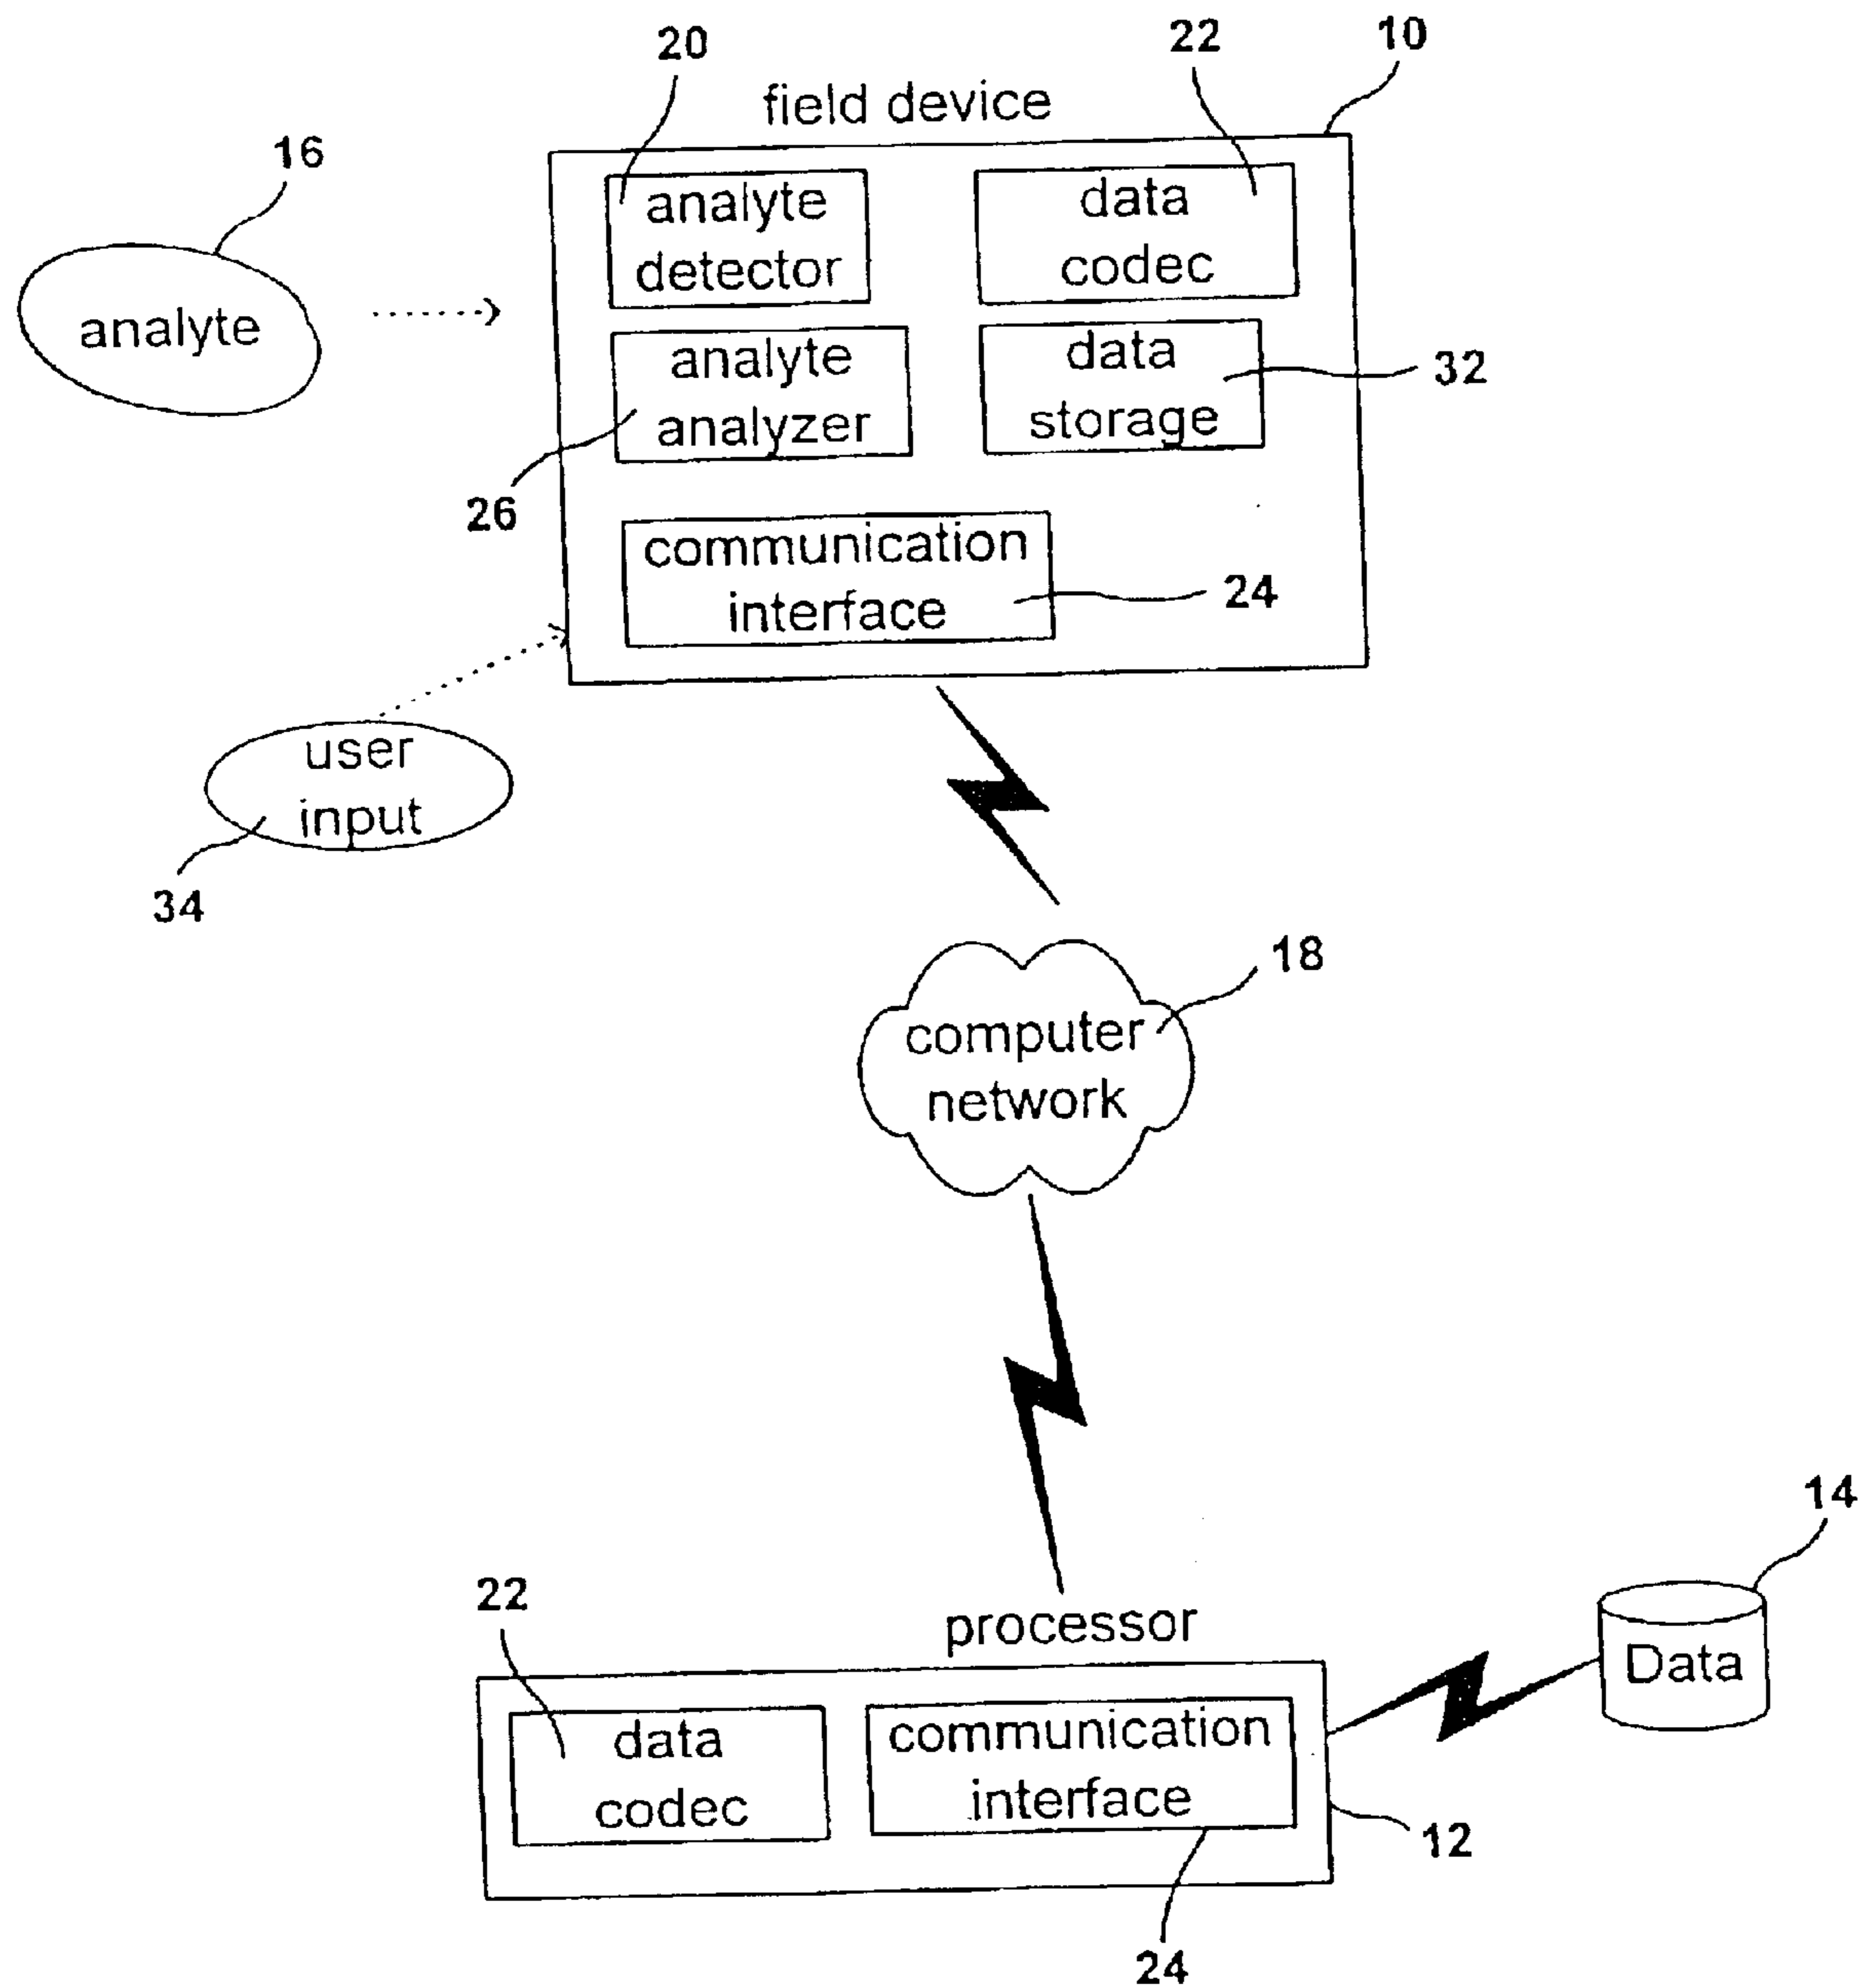 20
22
10
field device
16
analyte
detector
data
codec
analyte
analyte
analyzer
data
storage
32
26
communication
interface
24
user
input
34
18
computer
network
14
22
processor
Data
data
codec
communication
interface
12
24